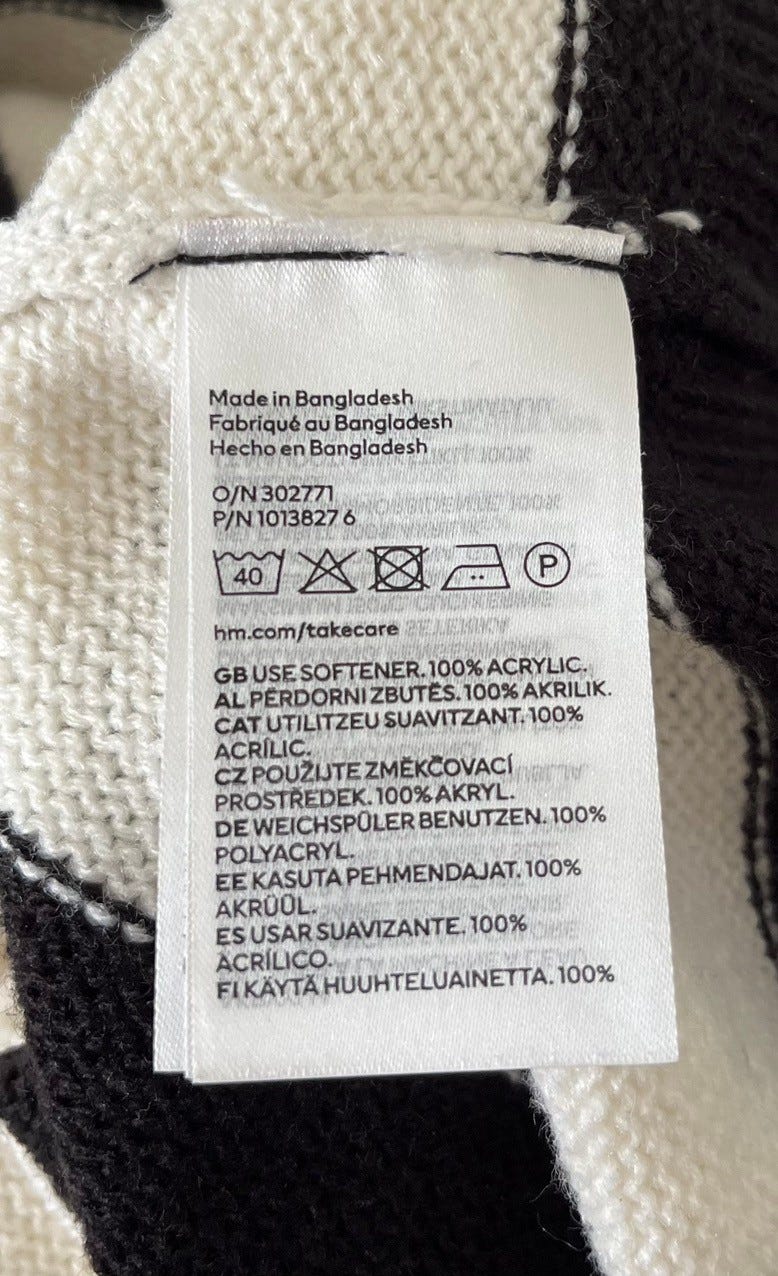 Made in Bangladesh
Fabriqué au Bangladesh
Hecho en Bangladesh
O/N 302771
P/N 1013827 6
40
P
hm.com/takecare
GB USE SOFTENER. 100% ACRYLIC.
AL PËRDORNI ZBUTËS. 100% AKRILIK.
CAT UTILITZEU SUAVITZANT. 100%
ACRÍLIC.
CZ POUŽIJTE ZMĚKČOVACÍ
PROSTŘEDEK. 100% AKRYL.
DE WEICHSPÜLER BENUTZEN. 100%
POLYACRYL.
EE KASUTA PEHMENDAJAT. 100%
AKRÜÜL.
ES USAR SUAVIZANTE. 100%
ACRÍLICO.
FI KÄYTÄ HUUHTELUAINETTA. 100%